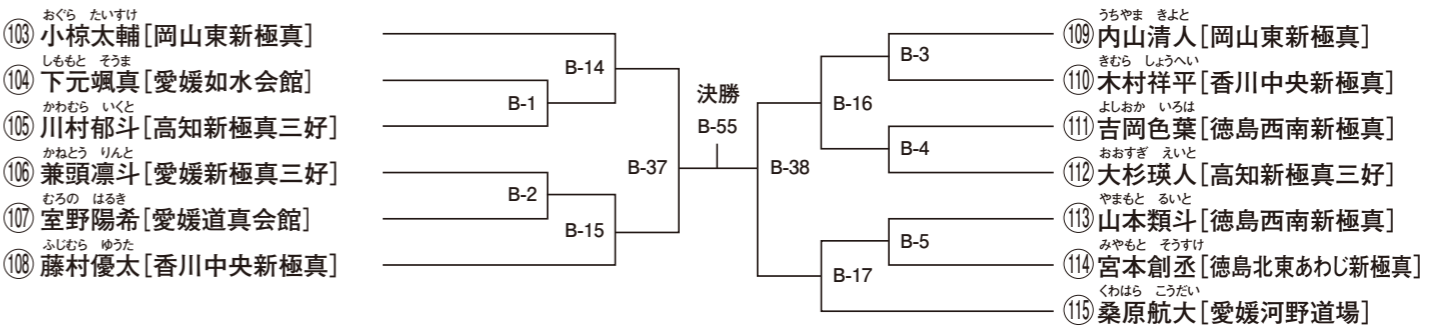 おぐら たいすけ
103 小椋太輔[岡山東新極真]
しももと そうま
104 下元颯真[愛媛如水会館]
かわむら いくと
105 川村郁斗[高知新極真三好]
かねとう りんと
106 兼頭凛斗[愛媛新極真三好]
むろの はるき
107 室野陽希[愛媛道真会館]
ふじむら ゆうた
108 藤村優太[香川中央新極真]
B-14
B-1
B-2
B-15
B-37
決勝
B-55
B-38
B-3
B-16
B-4
B-5
B-17
うちやま きよと
109 内山清人[岡山東新極真]
きむら しょうへい
110 木村祥平[香川中央新極真]
よしおか いろは
111 吉岡色葉[徳島西南新極真]
おおすぎ えいと
112 大杉瑛人[高知新極真三好]
やまもと るいと
113 山本類斗[徳島西南新極真]
みやもと そうすけ
114 宮本創丞[徳島北東あわじ新極真]
くわはら こうだい
115 桑原航大[愛媛河野道場]